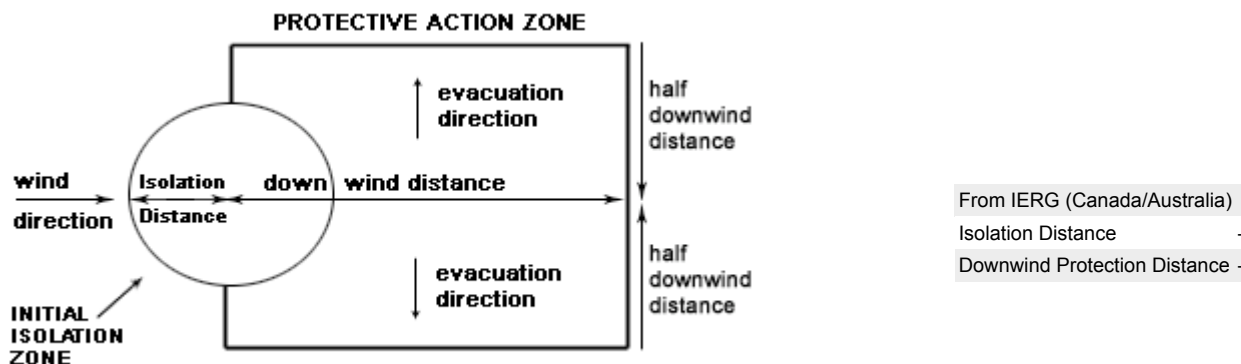 PROTECTIVE ACTION ZONE
evacuation
direction
half
downwind
distance
wind
direction
Isolation
Distance
down wind distance
evacuation
direction
half
downwind
distance
INITIAL
ISOLATION
ZONE
From IERG (Canada/Australia)
Isolation Distance -
Downwind Protection Distance -